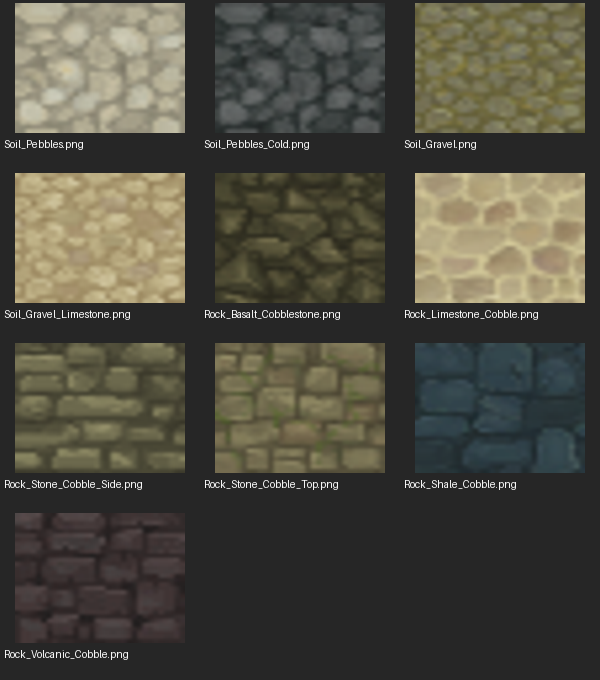 Soil_Pebbles.png
Soil_Pebbles_Cold.png
Soil_Gravel.png
Soil_Gravel_Limestone.png
Rock_Basalt_Cobblestone.png
Rock_Limestone_Cobble.png
Rock_Stone_Cobble_Side.png
Rock_Stone_Cobble_Top.png
Rock_Shale_Cobble.png
Rock_Volcanic_Cobble.png